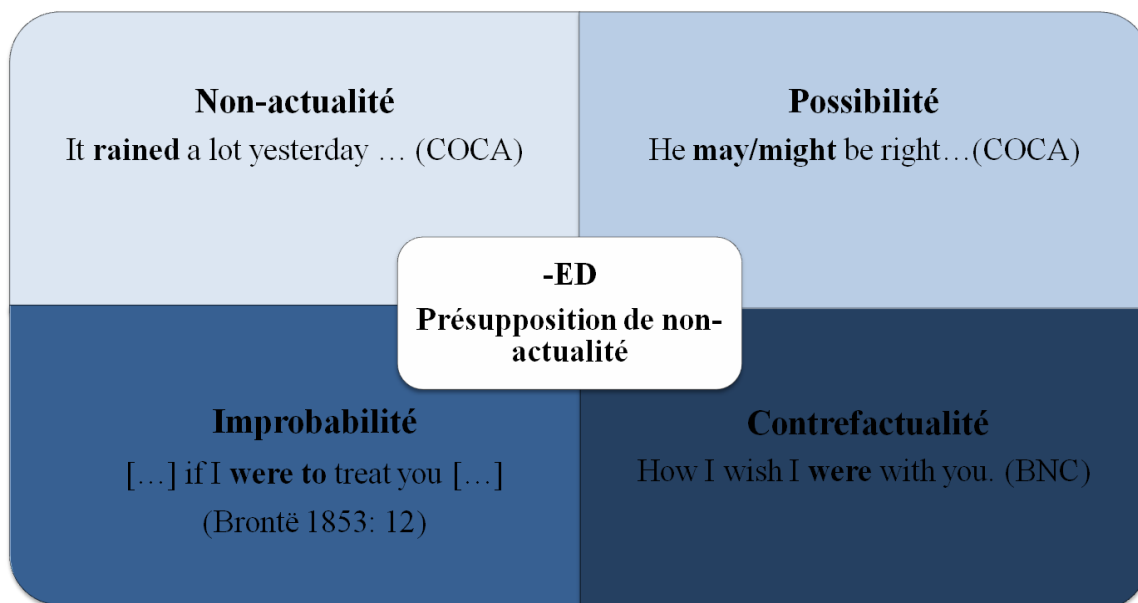 Non-actualité
It rained a lot yesterday … (COCA)
Possibilité
He may/might be right…(COCA)
-ED
Présupposition de non-
actualité
Improbabilité
[…] if I were to treat you […]
(Brontë 1853: 12)
Contrefactualité
How I wish I were with you. (BNC)